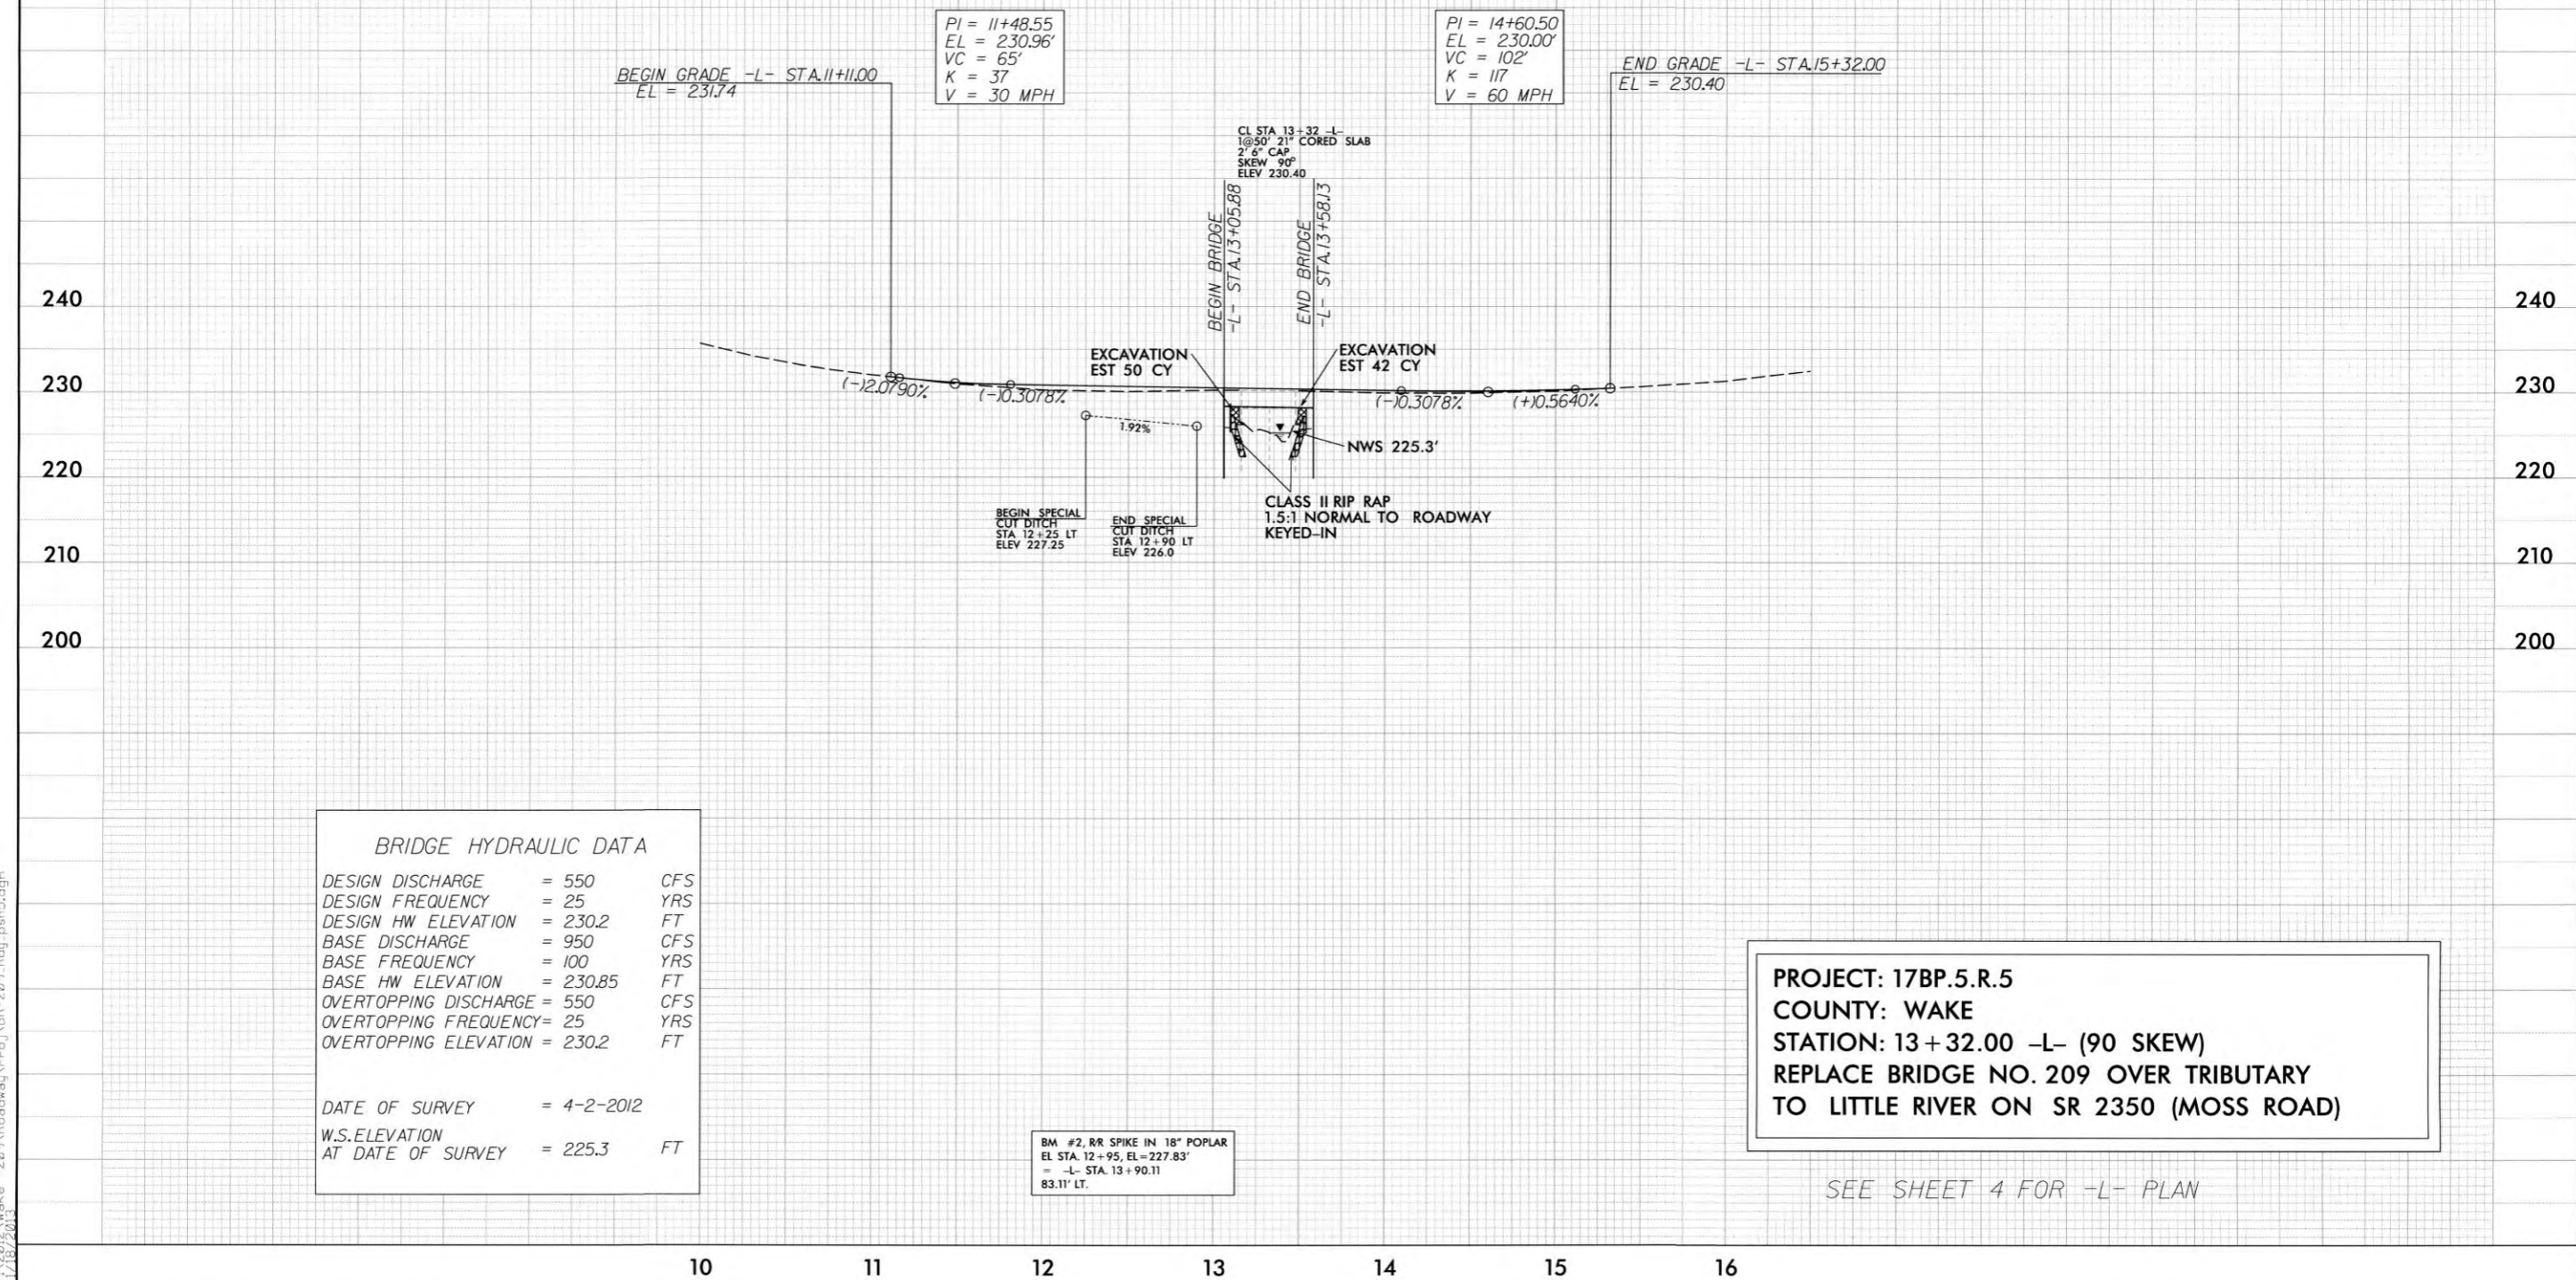 PI = 11+48.55
EL = 230.96'
VC = 65'
K = 37
V = 30 MPH
PI = 14+60.50
EL = 230.00'
VC = 102'
K = 117
V = 60 MPH
BEGIN GRADE -L- STA.11+11.00
EL = 231.74
END GRADE -L- STA.15+32.00
EL = 230.40
CL STA 13+32 -L-
1@50' 21" CORED SLAB
2' 6" CAP
SKEW 90°
ELEV 230.40
BEGIN BRIDGE
-L- STA.13+05.88
END BRIDGE
-L- STA.13+58.13
240
240
EXCAVATION
EST 50 CY
EXCAVATION
EST 42 CY
230
230
(-)2.0790%
(-)0.3078%
(-)0.3078%
(+)0.5640%
1.92%
NWS 225.3'
220
220
CLASS II RIP RAP
1.5:1 NORMAL TO ROADWAY
KEYED-IN
BEGIN SPECIAL
CUT DITCH
STA 12+25 LT
ELEV 227.25
END SPECIAL
CUT DITCH
STA 12+90 LT
ELEV 226.0
210
210
200
200
BRIDGE HYDRAULIC DATA
DESIGN DISCHARGE = 550 CFS
DESIGN FREQUENCY = 25 YRS
DESIGN HW ELEVATION = 230.2 FT
BASE DISCHARGE = 950 CFS
BASE FREQUENCY = 100 YRS
BASE HW ELEVATION = 230.85 FT
OVERTOPPING DISCHARGE = 550 CFS
OVERTOPPING FREQUENCY= 25 YRS
OVERTOPPING ELEVATION = 230.2 FT
DATE OF SURVEY = 4-2-2012
W.S.ELEVATION
AT DATE OF SURVEY = 225.3 FT
BM #2, R/R SPIKE IN 18" POPLAR
EL STA. 12+95, EL=227.83'
= -L- STA. 13+90.11
83.11' LT.
PROJECT: 17BP.5.R.5
COUNTY: WAKE
STATION: 13+32.00 -L- (90 SKEW)
REPLACE BRIDGE NO. 209 OVER TRIBUTARY
TO LITTLE RIVER ON SR 2350 (MOSS ROAD)
SEE SHEET 4 FOR -L- PLAN
10
11
12
13
14
15
16